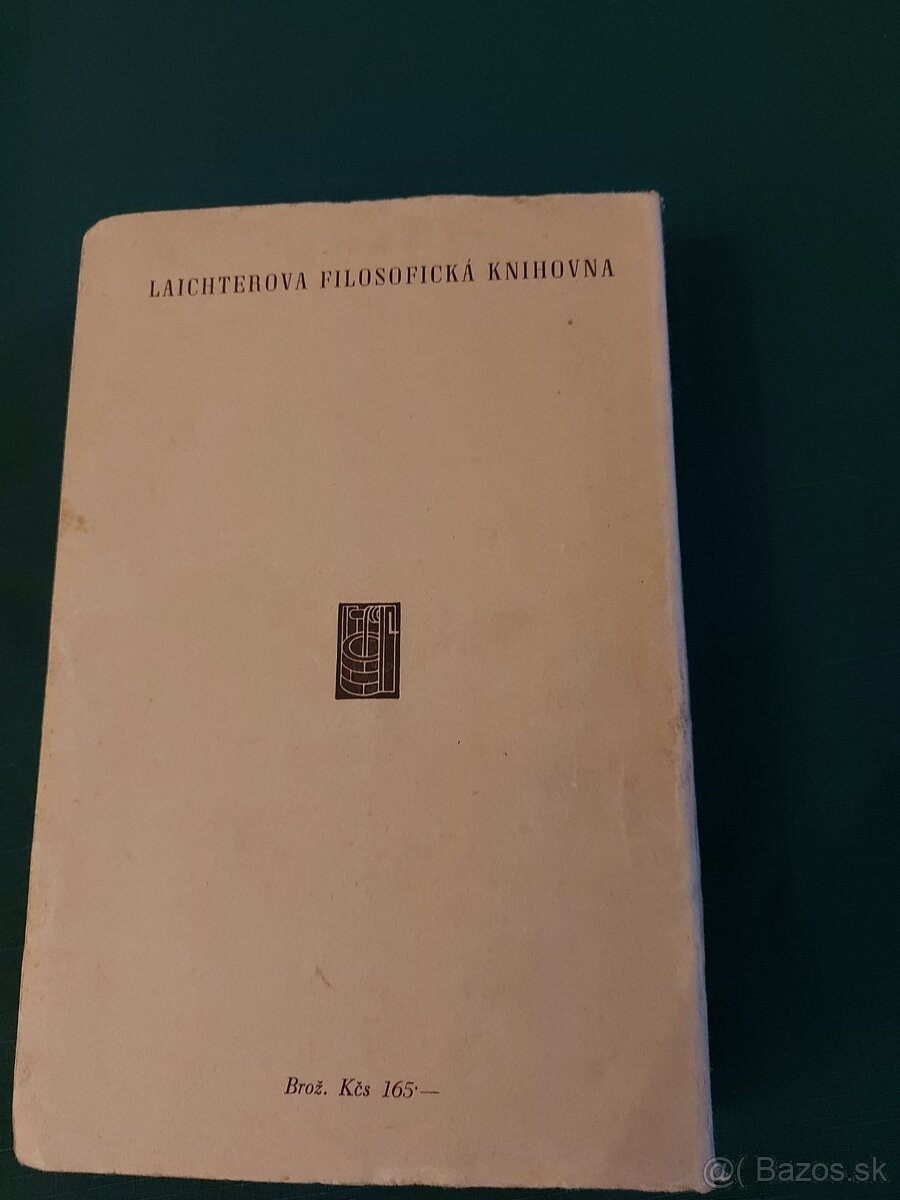 LAICHTEROVA FILOSOFICKÁ KNIHOVNA
Brož. Kčs 165·—
@( Bazos.sk